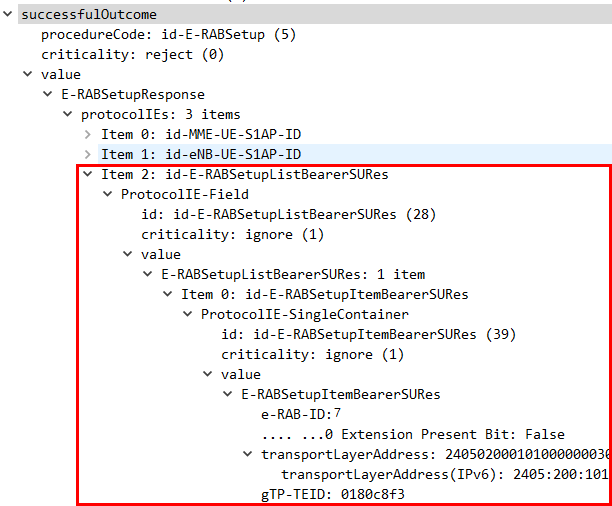 successfulOutcome
procedureCode: id-E-RABSetup (5)
criticality: reject (0)
value
E-RABSetupResponse
protocolIEs: 3 items
Item 0: id-MME-UE-S1AP-ID
Item 1: id-eNB-UE-S1AP-ID
Item 2: id-E-RABSetupListBearerSURes
ProtocolIE-Field
id: id-E-RABSetupListBearerSURes (28)
criticality: ignore (1)
value
E-RABSetupListBearerSURes: 1 item
Item 0: id-E-RABSetupItemBearerSURes
ProtocolIE-SingleContainer
id: id-E-RABSetupItemBearerSURes (39)
criticality: ignore (1)
value
E-RABSetupItemBearerSURes
e-RAB-ID:7
.... ...0 Extension Present Bit: False
transportLayerAddress: 240502000101000000030
transportLayerAddress(IPv6): 2405:200:101
gTP-TEID: 0180c8f3